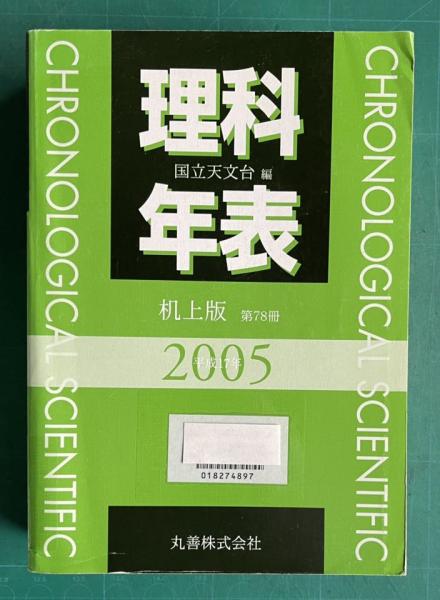 CHRONOLOGICAL SCIENTIFIC
理科
国立天文台 編
年表
机上版 第78冊
2005
平成17年
018274897
丸善株式会社
CHRONOLOGICAL SCIENTIFIC